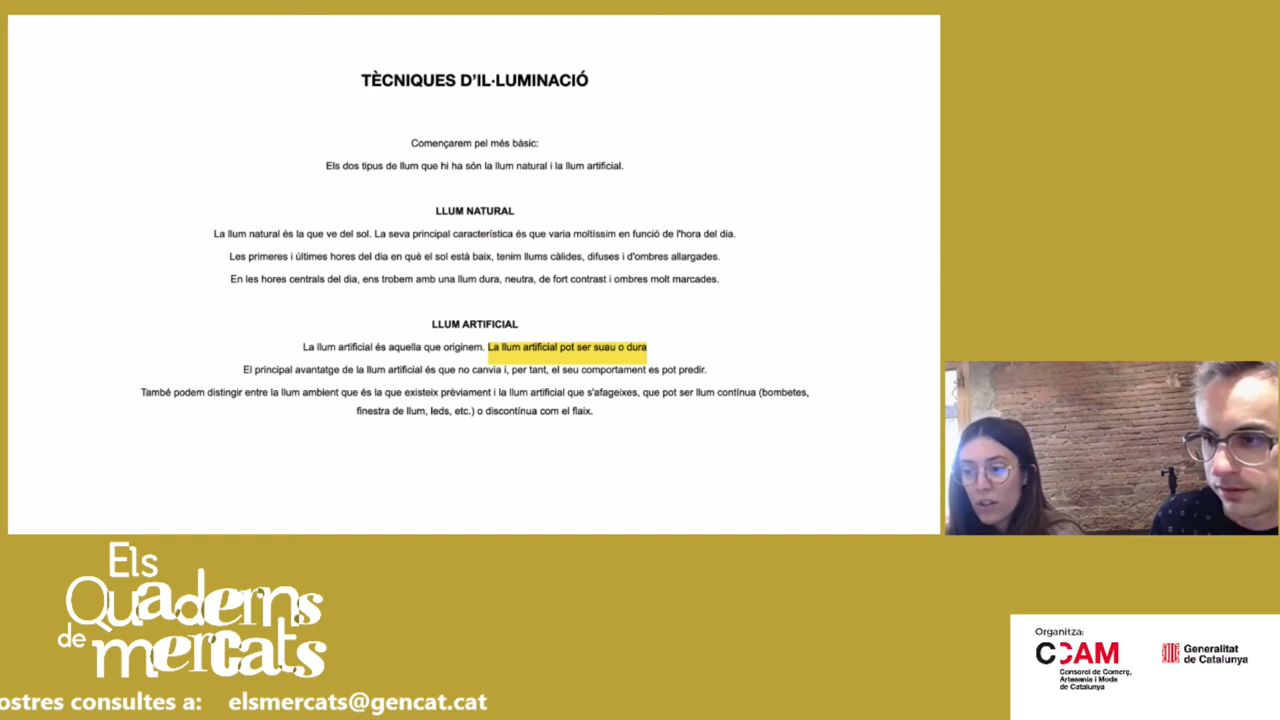 TÈCNIQUES D'IL·LUMINACIÓ
Començarem pel més bàsic:
Els dos tipus de llum que hi ha són la llum natural i la llum artificial.
LLUM NATURAL
La llum natural és la que ve del sol. La seva principal característica és que varia moltíssim en funció de l'hora del dia.
Les primeres i últimes hores del dia en què el sol està baix, tenim llums càlides, difuses i d'ombres allargades.
En les hores centrals del dia, ens trobem amb una llum dura, neutra, de fort contrast i ombres molt marcades.
LLUM ARTIFICIAL
La llum artificial és aquella que originem. La llum artificial pot ser suau o dura
El principal avantatge de la llum artificial és que no canvia i, per tant, el seu comportament es pot predir.
També podem distingir entre la llum ambient que és la que existeix prèviament i la llum artificial que s'afageixes, que pot ser llum contínua (bombetes,
finestra de llum, leds, etc.) o discontínua com el flaix.
Els
Quaderns
de mercats
ostres consultes a: elsmercats@gencat.cat
Organitza:
CCAM
Consorci de Comerç,
Artesania i Moda
de Catalunya
Generalitat
de Catalunya